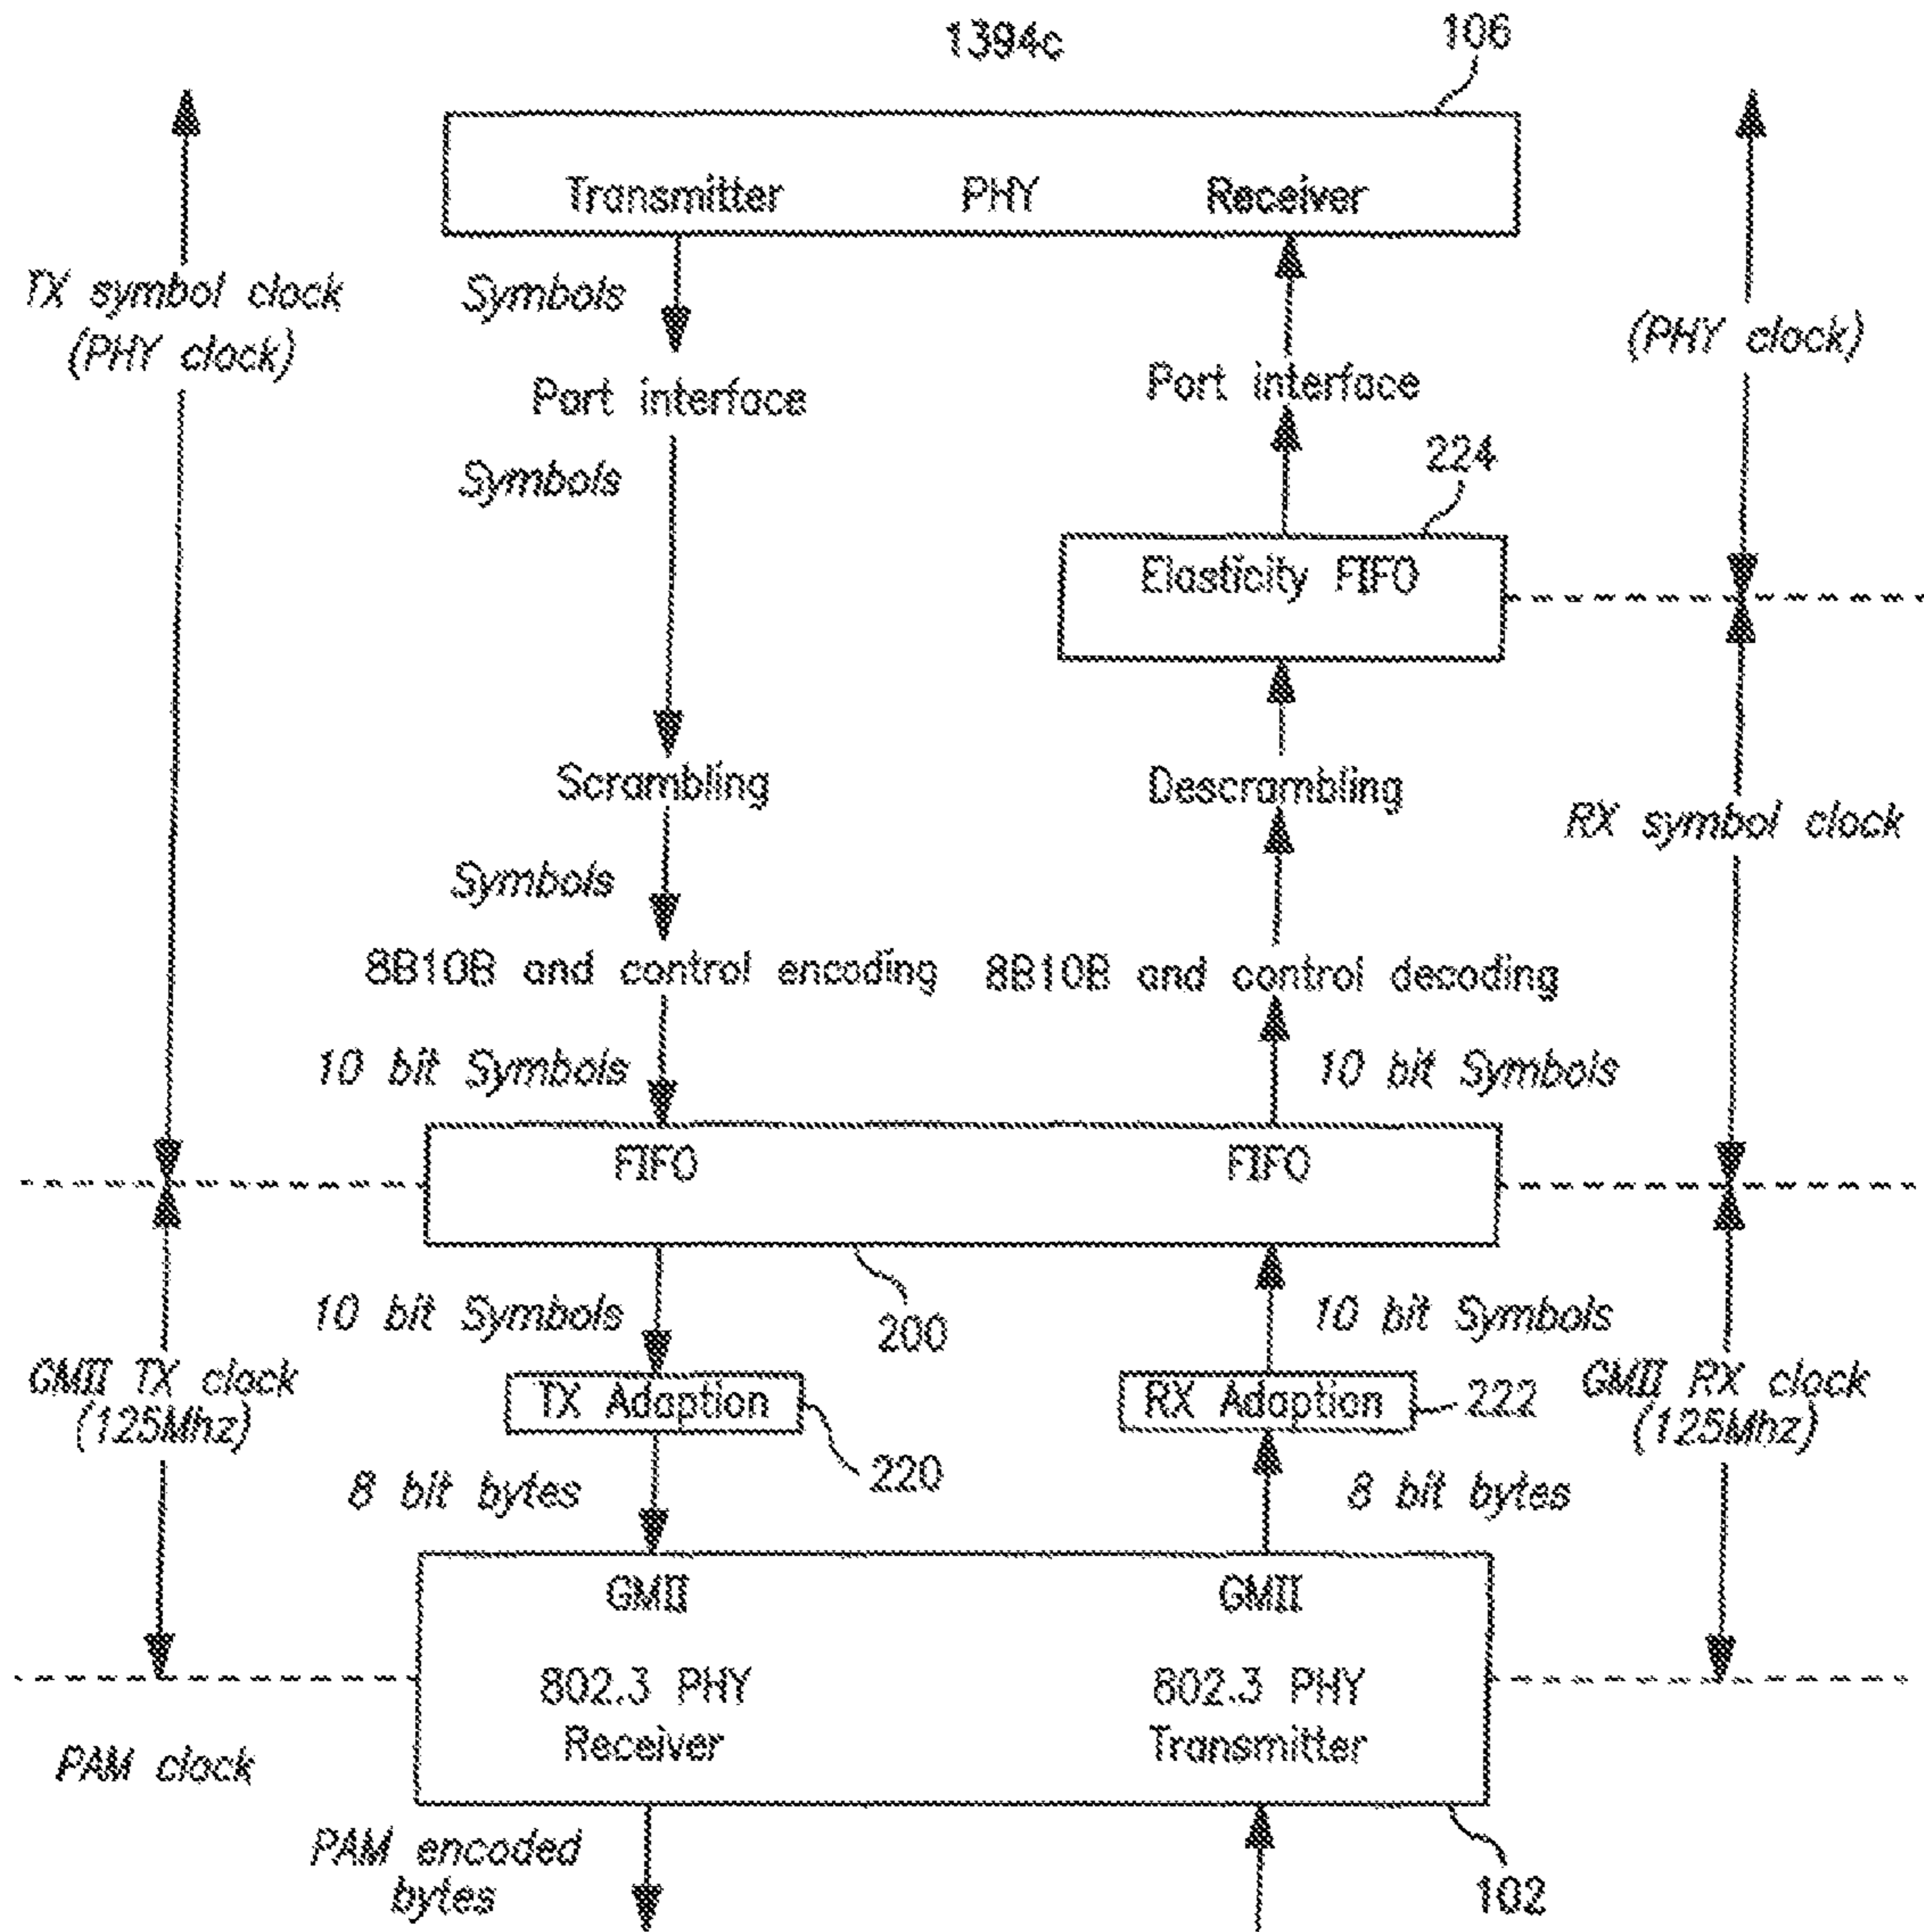 1394c
106
Transmitter PHY Receiver
TX symbol clock
(PHY clock)
Symbols
(PHY clock)
Port interface
Port interface
Symbols
224
Elasticity FIFO
Scrambling
Descrambling
RX symbol clock
Symbols
8B10B and control encoding
8B10B and control decoding
10 bit Symbols
10 bit Symbols
FIFO
FIFO
200
10 bit Symbols
10 bit Symbols
GMII TX clock
(125Mhz)
TX Adaption
220
RX Adaption
222
GMII RX clock
(125Mhz)
8 bit bytes
8 bit bytes
GMII
GMII
802.3 PHY
Receiver
802.3 PHY
Transmitter
PAM clock
PAM encoded
bytes
102